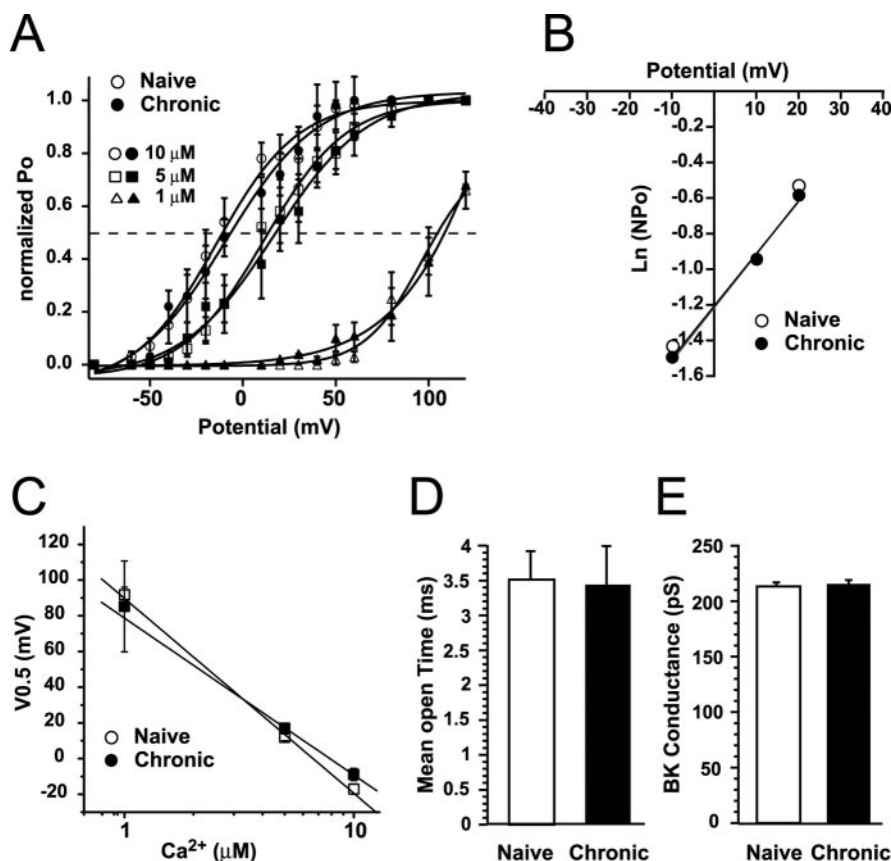 A
Naive
Chronic
10 μM
5 μM
1 μM
normalized Po
1.0
0.8
0.6
0.4
0.2
0.0
-50
0
50
100
Potential (mV)
B
Potential (mV)
-40 -30 -20 -10 10 20 30 40
-0.2
-0.4
-0.6
-0.8
-1.0
-1.2
-1.4
-1.6
Ln (NPo)
Naive
Chronic
C
V0.5 (mV)
120
100
80
60
40
20
0
-20
Naive
Chronic
1
10
Ca²⁺ (μM)
D
Mean open Time (ms)
4
3.5
3
2.5
2
1.5
1
0.5
0
Naive Chronic
E
BK Conductance (pS)
250
200
150
100
50
0
Naive Chronic